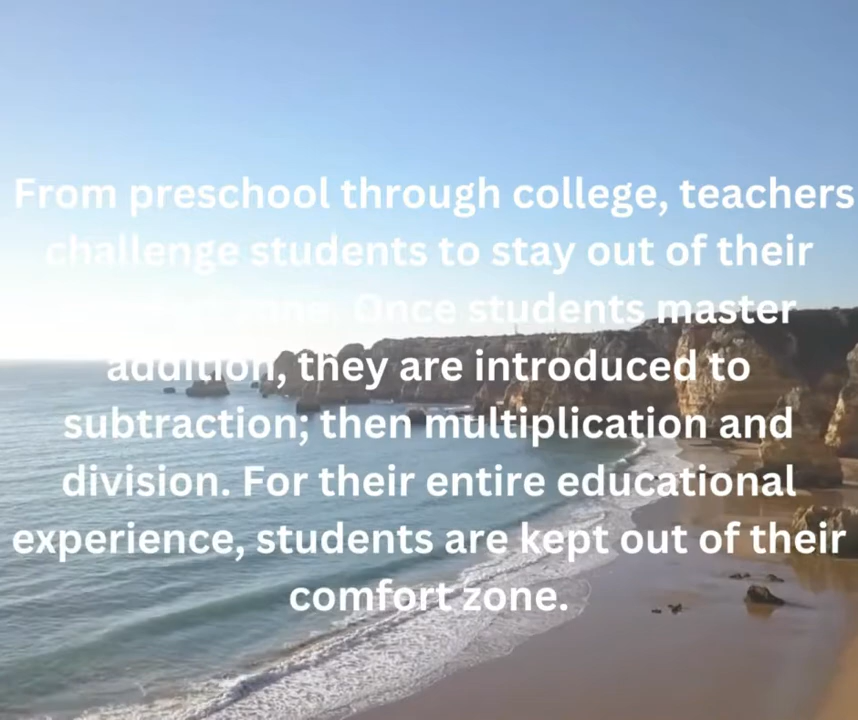 From preschool through college, teachers
challenge students to stay out of their
zone. Once students master
addition, they are introduced to
subtraction; then multiplication and
division. For their entire educational
experience, students are kept out of their
comfort zone.